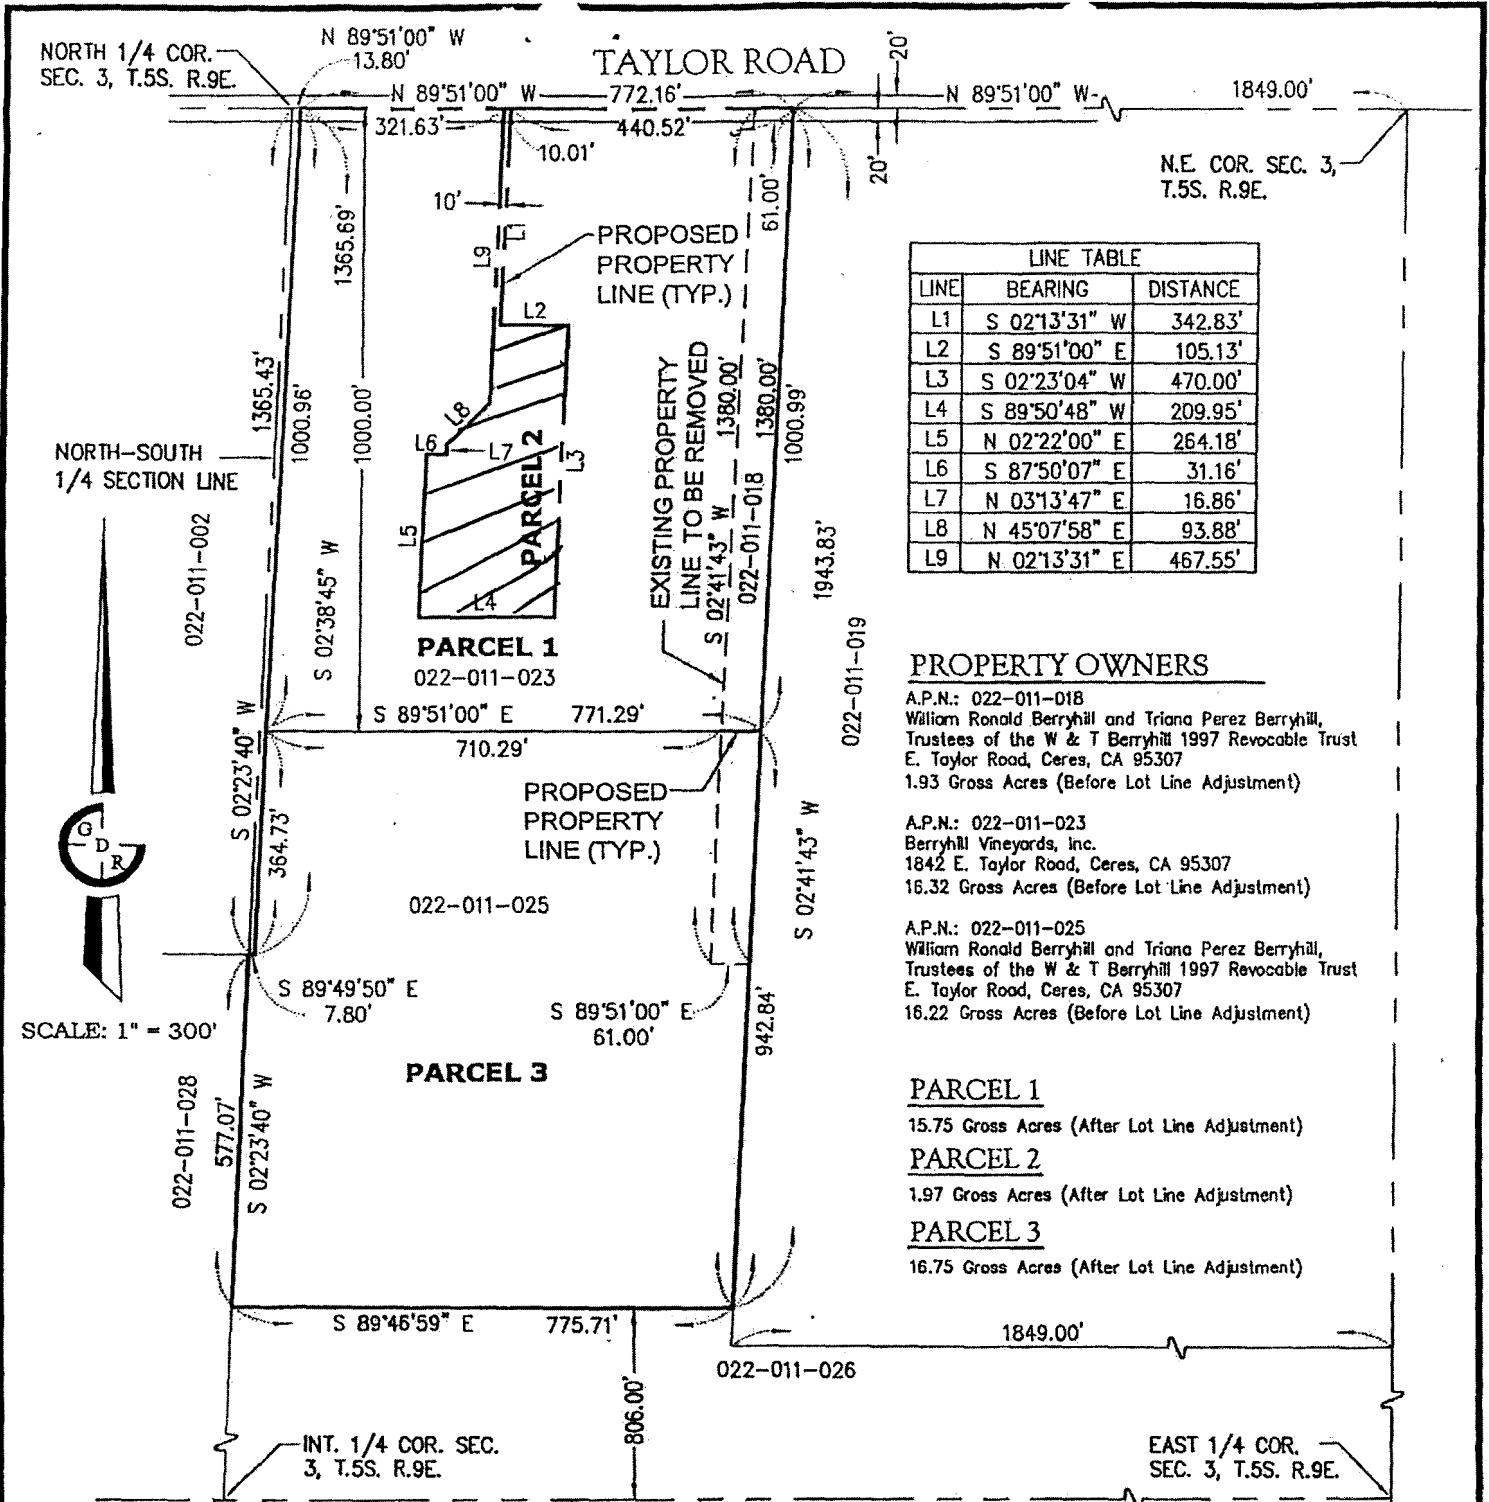 NORTH 1/4 COR.
SEC. 3, T.5S. R.9E.
N 89°51'00" W
13.80'
TAYLOR ROAD
20'
N 89°51'00" W 772.16'
N 89°51'00" W
1849.00'
321.63'
440.52'
10.01'
20'
N.E. COR. SEC. 3,
T.5S. R.9E.
10'
61.00'
1365.69'
L1
L9
PROPOSED
PROPERTY
LINE (TYP.)
L2
LINE TABLE
LINE BEARING DISTANCE
L1 S 02°13'31" W 342.83'
L2 S 89°51'00" E 105.13'
L3 S 02°23'04" W 470.00'
L4 S 89°50'48" W 209.95'
L5 N 02°22'00" E 264.18'
L6 S 87°50'07" E 31.16'
L7 N 03°13'47" E 16.86'
L8 N 45°07'58" E 93.88'
L9 N 02°13'31" E 467.55'
1365.43'
1000.96'
1000.00'
EXISTING PROPERTY
LINE TO BE REMOVED
1380.00'
1380.00'
1000.99'
L8
L6
L7
L3
PARCEL 2
L5
L4
NORTH-SOUTH
1/4 SECTION LINE
022-011-002
S 02°38'45" W
S 02°41'43" W
022-011-018
1943.83'
022-011-019
PARCEL 1
022-011-023
S 89°51'00" E 771.29'
710.29'
PROPOSED
PROPERTY
LINE (TYP.)
S 02°23'40" W
364.73'
G
D
R
SCALE: 1" = 300'
022-011-025
S 02°41'43" W
S 89°49'50" E
7.80'
S 89°51'00" E
61.00'
942.84'
PARCEL 3
022-011-028
577.07'
S 02°23'40" W
PROPERTY OWNERS
A.P.N.: 022-011-018
William Ronald Berryhill and Triana Perez Berryhill,
Trustees of the W & T Berryhill 1997 Revocable Trust
E. Taylor Road, Ceres, CA 95307
1.93 Gross Acres (Before Lot Line Adjustment)
A.P.N.: 022-011-023
Berryhill Vineyards, Inc.
1842 E. Taylor Road, Ceres, CA 95307
16.32 Gross Acres (Before Lot Line Adjustment)
A.P.N.: 022-011-025
William Ronald Berryhill and Triana Perez Berryhill,
Trustees of the W & T Berryhill 1997 Revocable Trust
E. Taylor Road, Ceres, CA 95307
16.22 Gross Acres (Before Lot Line Adjustment)
PARCEL 1
15.75 Gross Acres (After Lot Line Adjustment)
PARCEL 2
1.97 Gross Acres (After Lot Line Adjustment)
PARCEL 3
16.75 Gross Acres (After Lot Line Adjustment)
S 89°46'59" E 775.71'
1849.00'
022-011-026
806.00'
INT. 1/4 COR. SEC.
3, T.5S. R.9E.
EAST 1/4 COR.
SEC. 3, T.5S. R.9E.